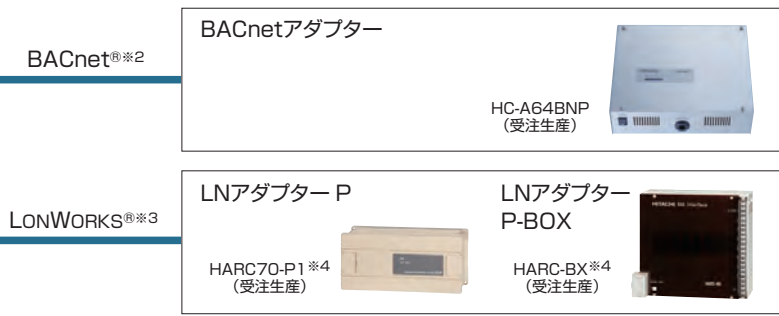 BACnet®※2
BACnetアダプター
HC-A64BNP
（受注生産）
LONWORKS®※3
LNアダプター P
HARC70-P1※4
（受注生産）
LNアダプター
P-BOX
HARC-BX※4
（受注生産）